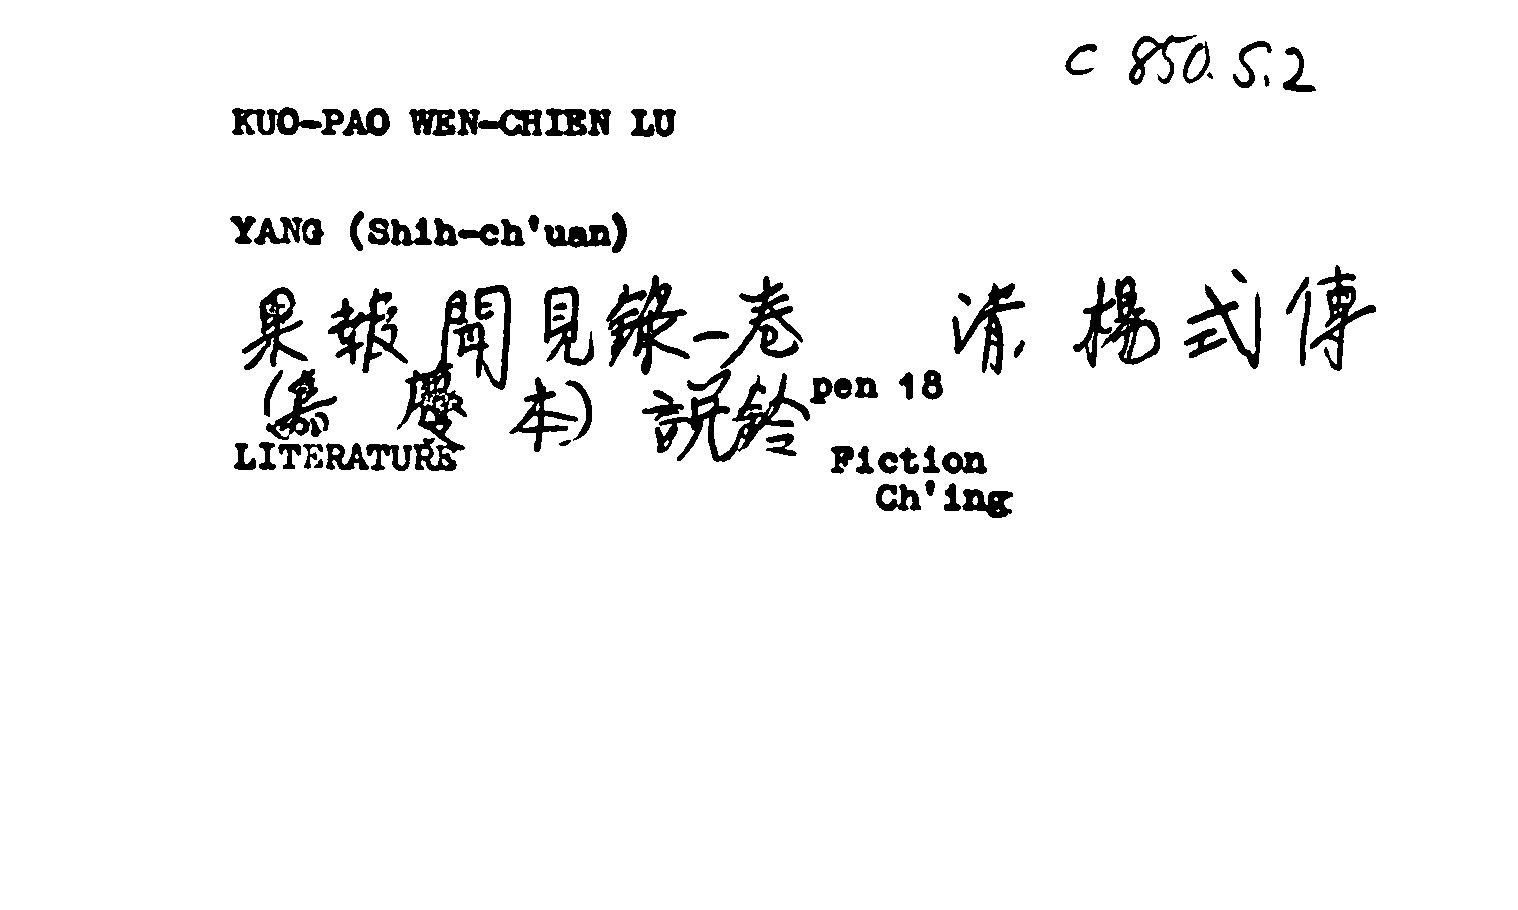 C 850.5.2
KUO-PAO WEN-CHIEN LU
YANG (Shih-ch'uan)
果報聞見錄一卷 清 楊式傳
(嘉慶本) 說鈴 pen 18
LITERATURE Fiction
Ch'ing